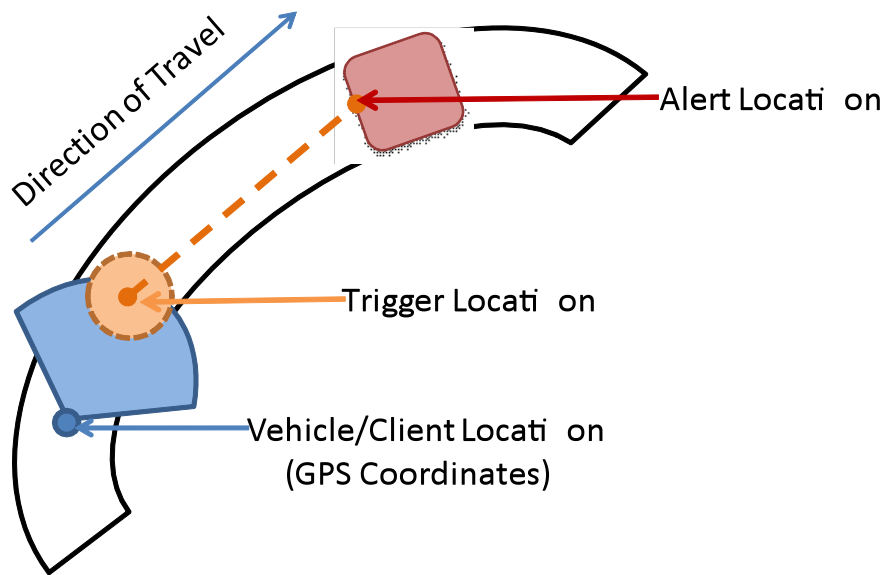 Direction of Travel
Alert Locati on
Trigger Locati on
Vehicle/Client Locati on
(GPS Coordinates)